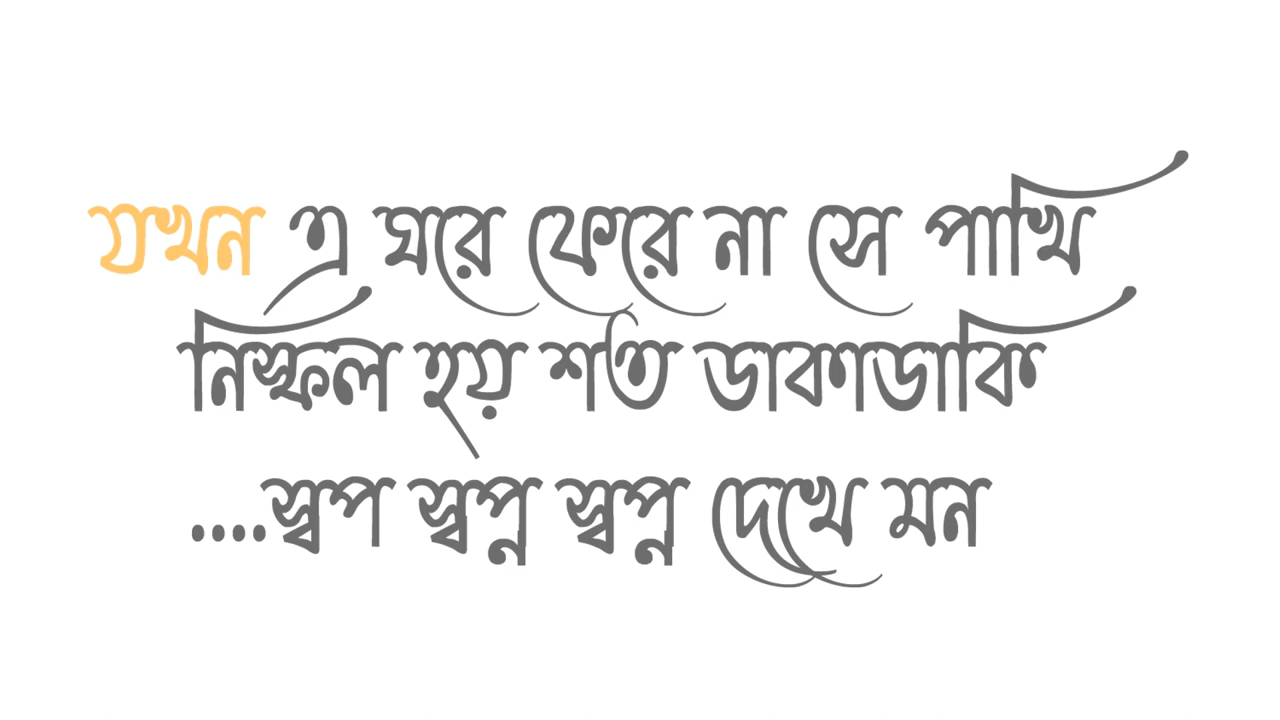 যখন এ ঘরে ফেরে না সে পাখি
নিস্ফল হয় শত ডাকাডাকি
....স্বপ স্বপ্ন স্বপ্ন দেখে মন